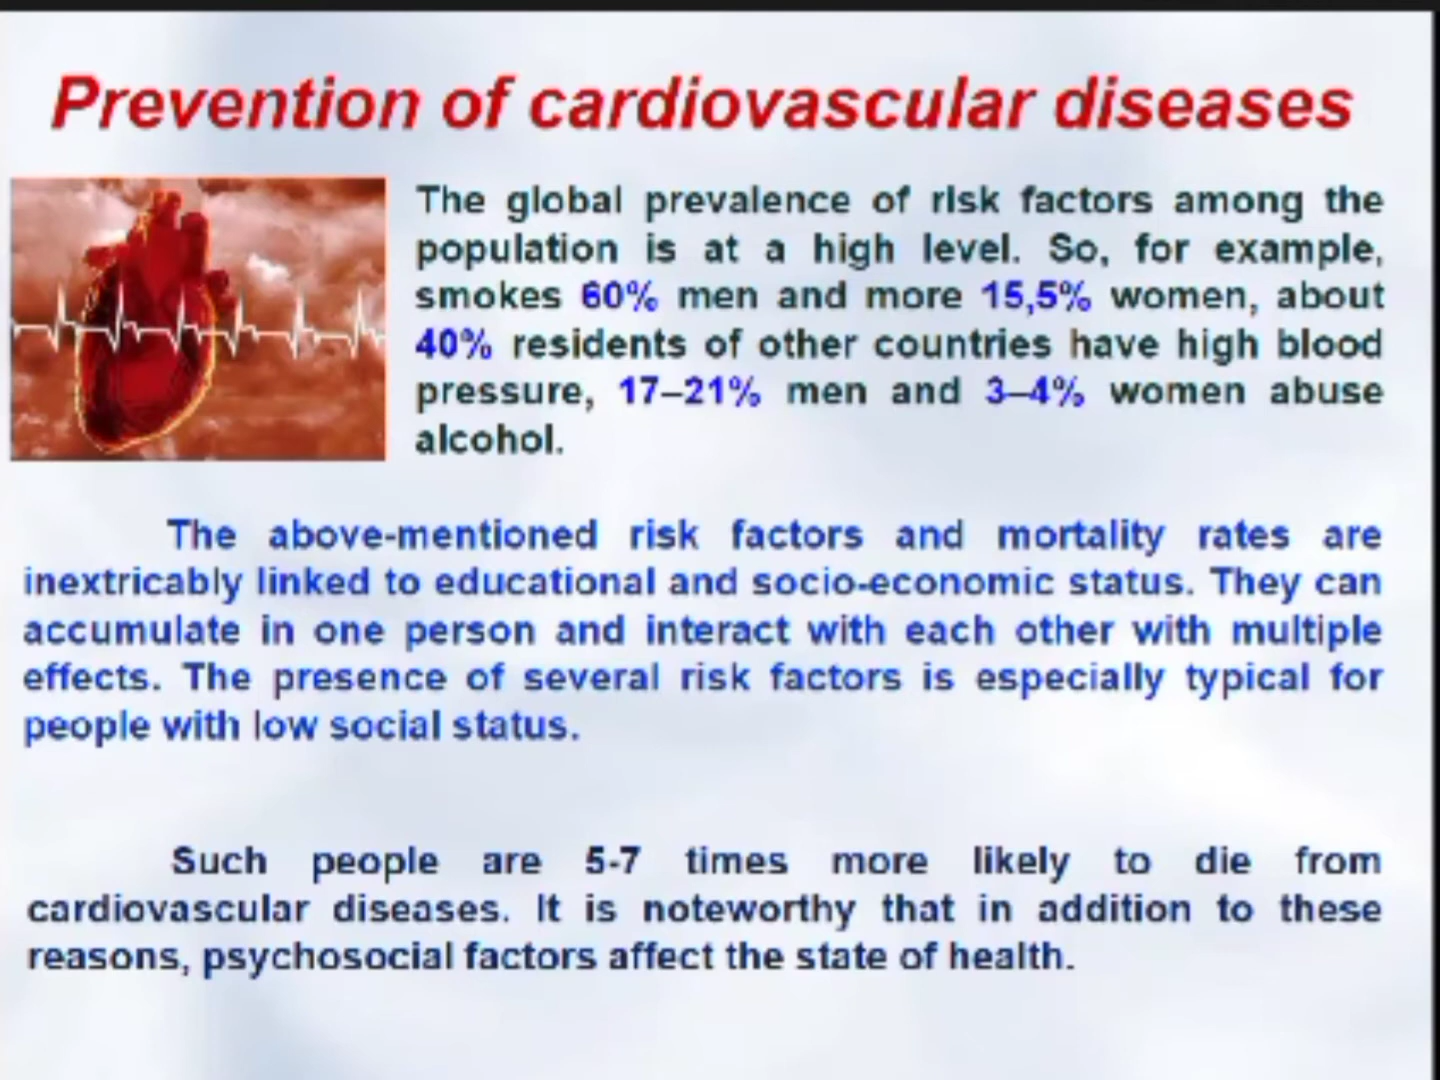 Prevention of cardiovascular diseases
The global prevalence of risk factors among the
population is at a high level. So, for example,
smokes 60% men and more 15,5% women, about
40% residents of other countries have high blood
pressure, 17–21% men and 3–4% women abuse
alcohol.
The above-mentioned risk factors and mortality rates are
inextricably linked to educational and socio-economic status. They can
accumulate in one person and interact with each other with multiple
effects. The presence of several risk factors is especially typical for
people with low social status.
Such people are 5-7 times more likely to die from
cardiovascular diseases. It is noteworthy that in addition to these
reasons, psychosocial factors affect the state of health.